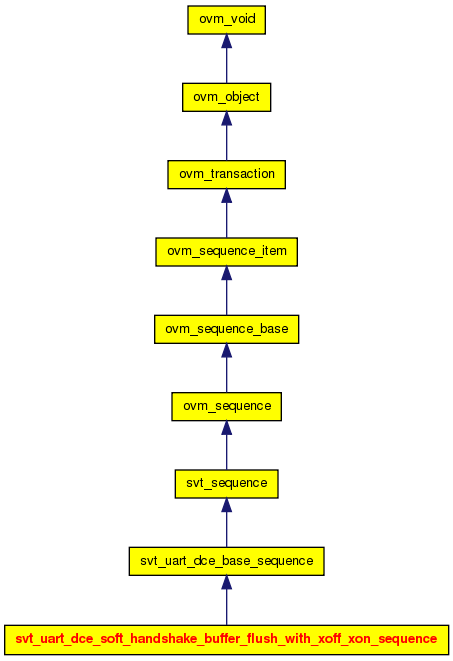 ovm_void
ovm_object
ovm_transaction
ovm_sequence_item
ovm_sequence_base
ovm_sequence
svt_sequence
svt_uart_dce_base_sequence
svt_uart_dce_soft_handshake_buffer_flush_with_xoff_xon_sequence